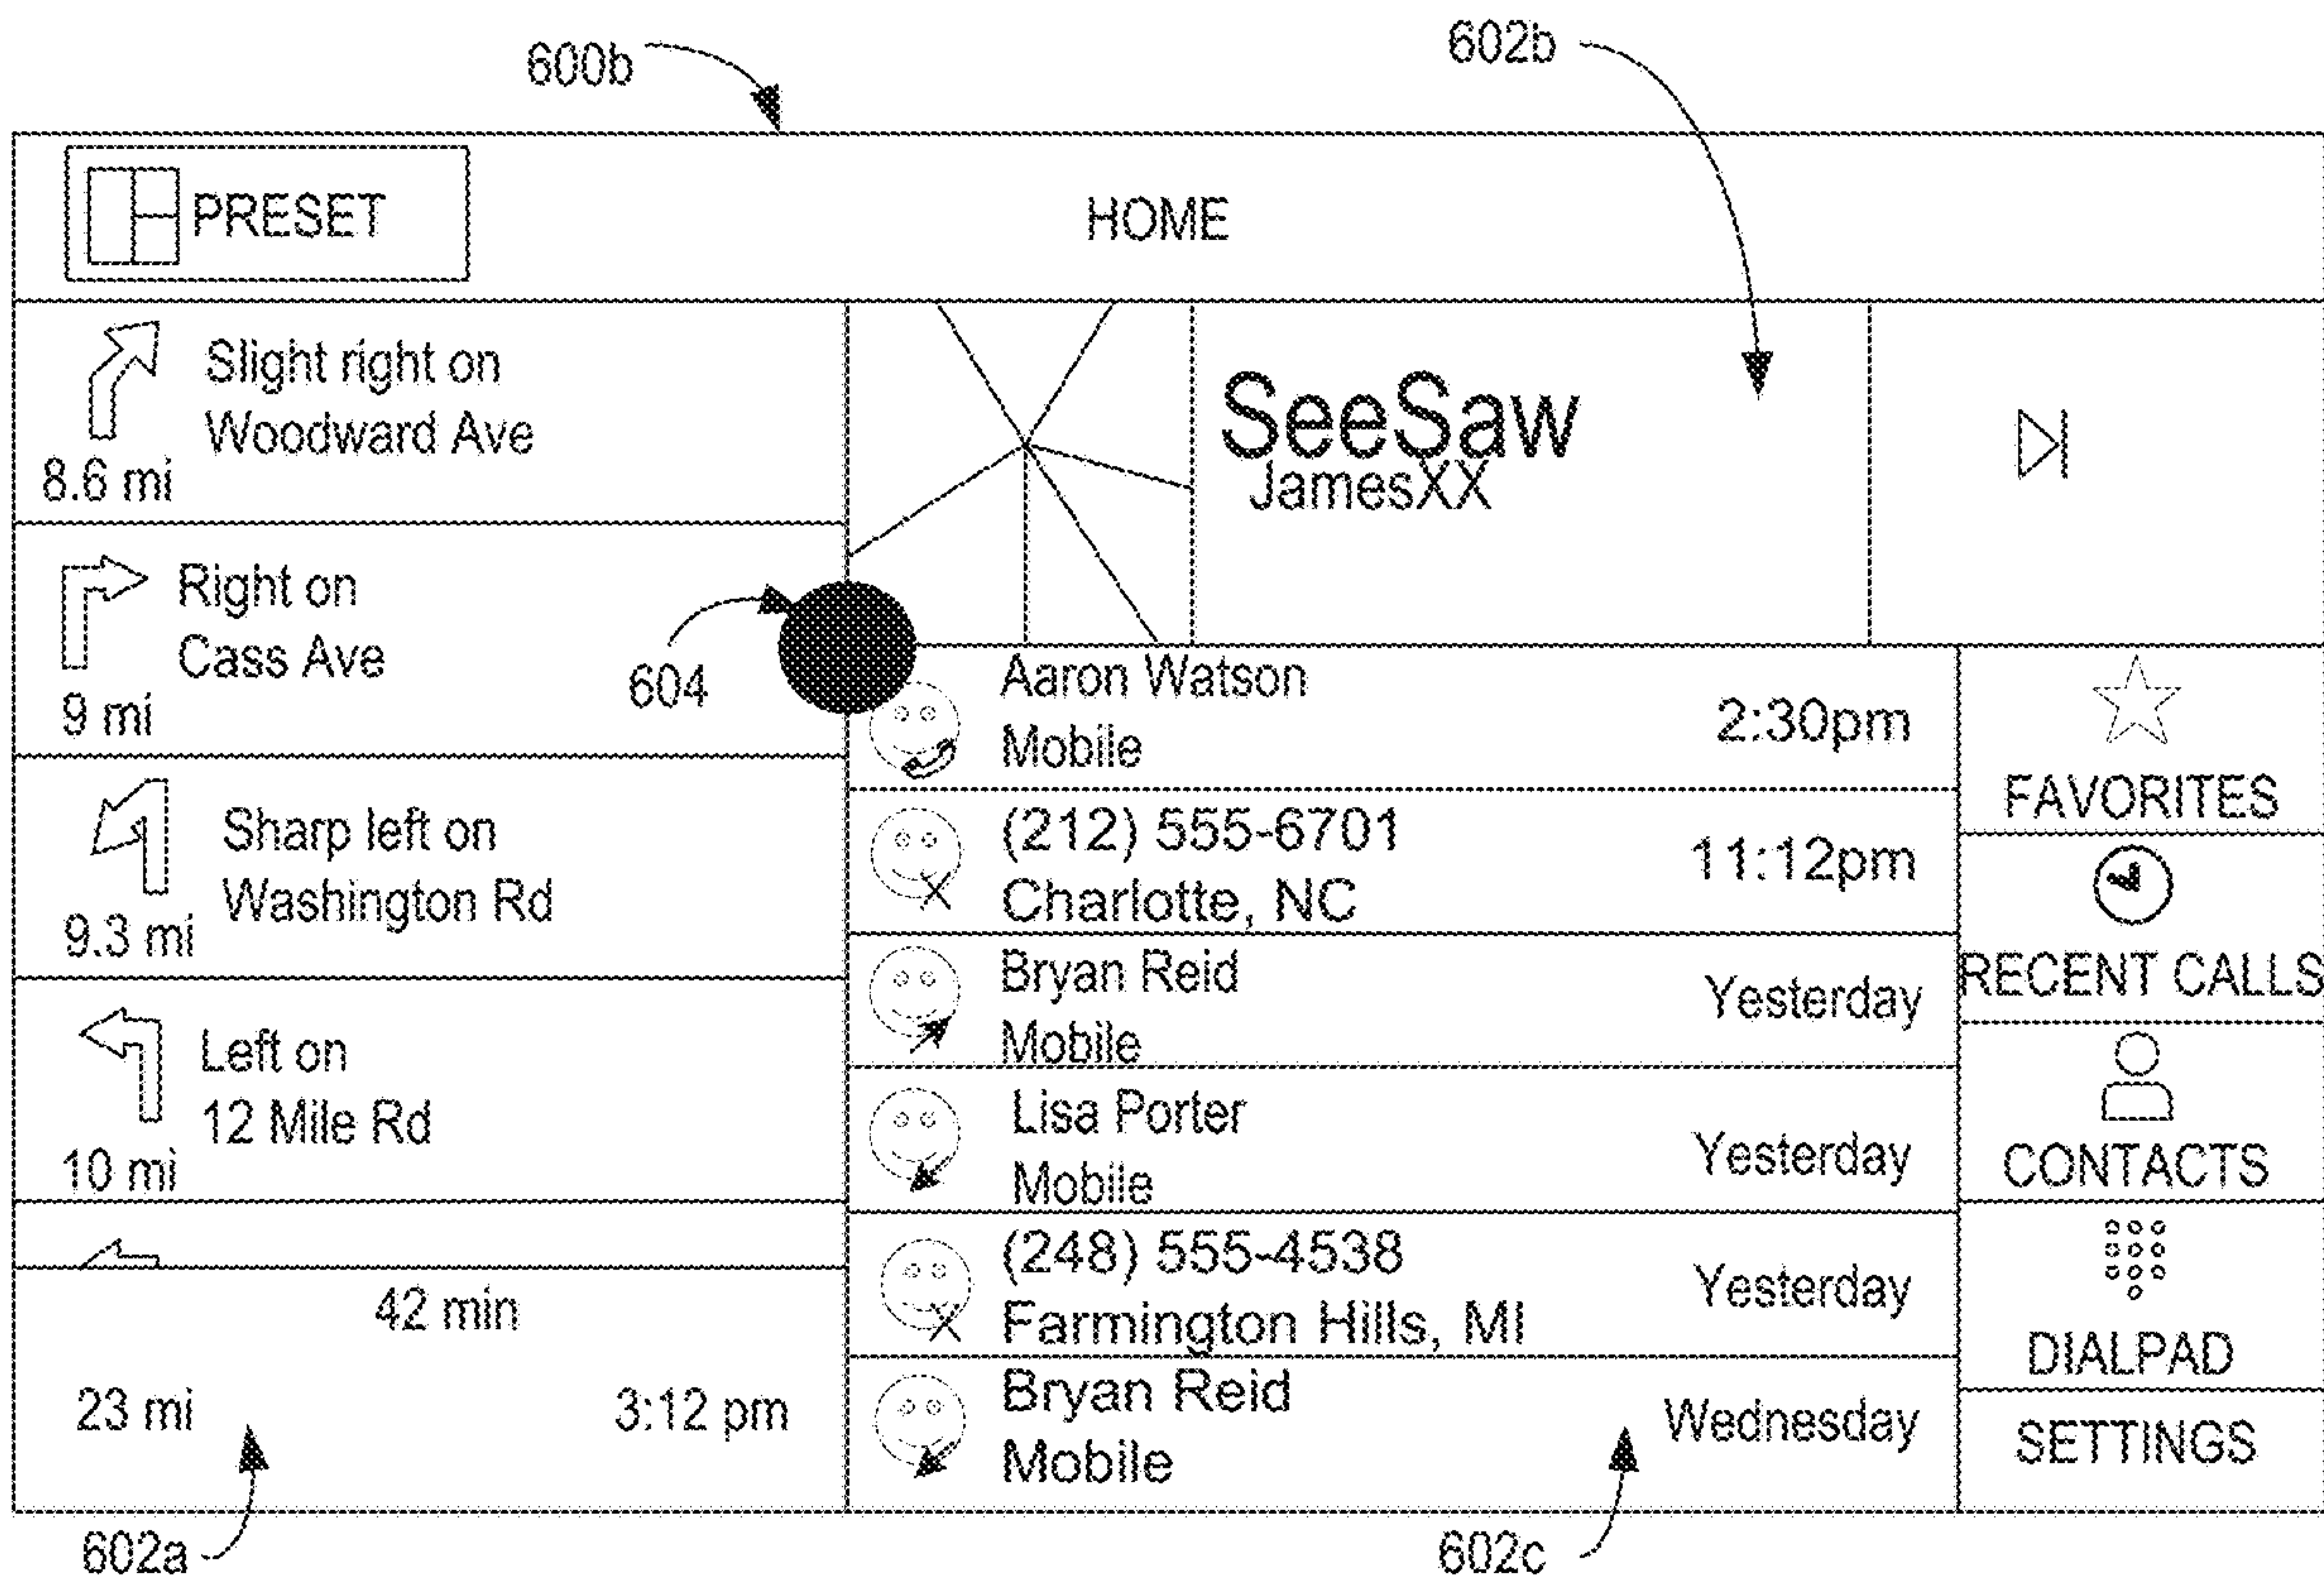 600b
602b
PRESET
HOME
Slight right on
Woodward Ave
8.6 mi
Right on
Cass Ave
9 mi
Sharp left on
Washington Rd
9.3 mi
Left on
12 Mile Rd
10 mi
42 min
23 mi
3:12 pm
SeeSaw
JamesXX
604
Aaron Watson
Mobile
2:30pm
(212) 555-6701
Charlotte, NC
11:12pm
Bryan Reid
Mobile
Yesterday
Lisa Porter
Mobile
Yesterday
(248) 555-4538
Farmington Hills, MI
Yesterday
Bryan Reid
Mobile
Wednesday
FAVORITES
RECENT CALLS
CONTACTS
DIALPAD
SETTINGS
602a
602c